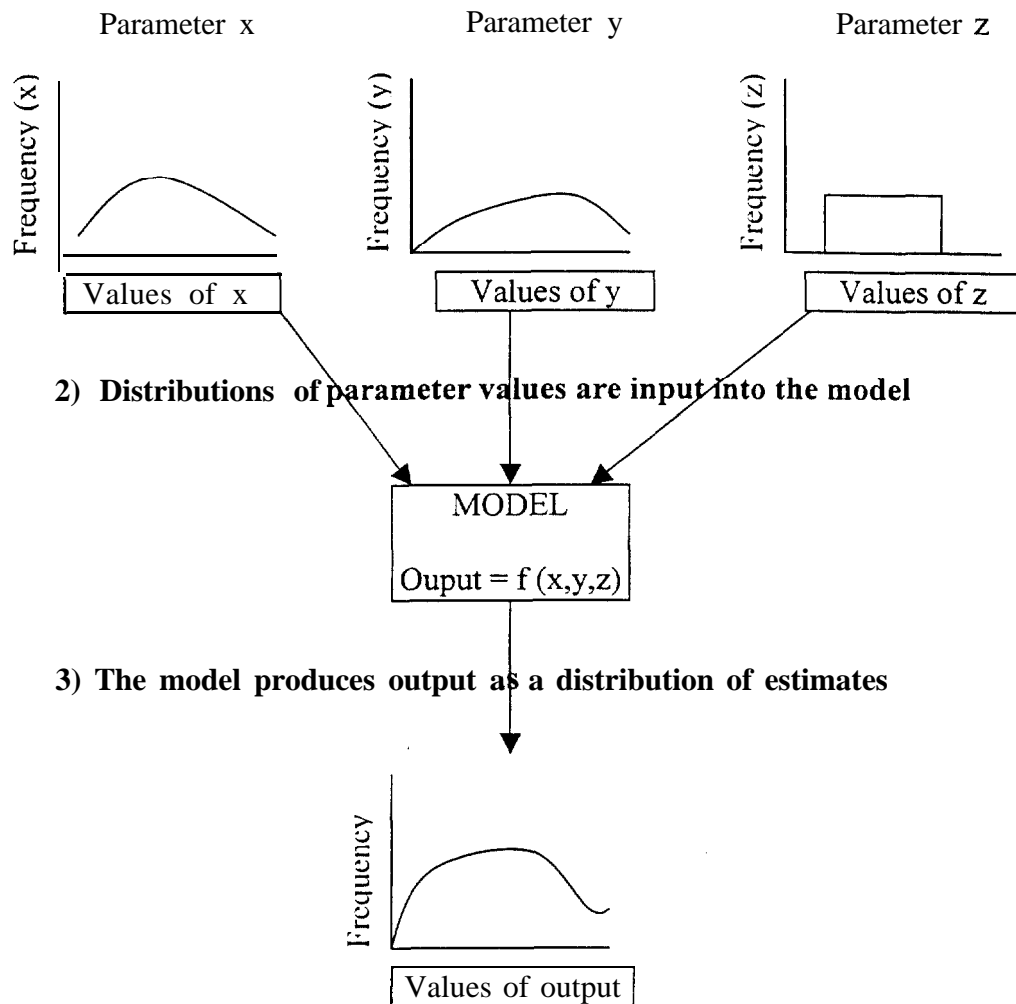 Parameter x Parameter y Parameter z
Frequency (x) Frequency (y) Frequency (z)
Values of x Values of y Values of z
2) Distributions of parameter values are input into the model
MODEL
Ouput = f (x,y,z)
3) The model produces output as a distribution of estimates
Frequency
Values of output